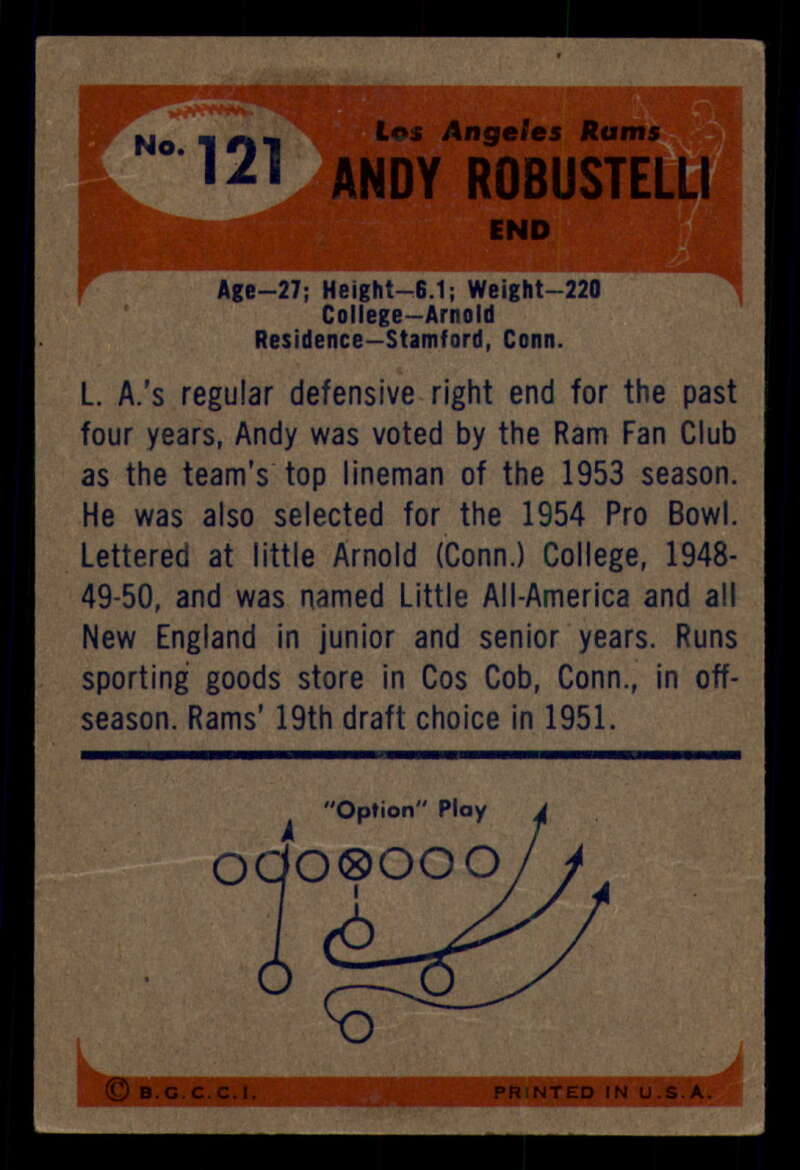 No. 121
Los Angeles Rams
ANDY ROBUSTELLI
END
Age—27; Height—6.1; Weight—220
College—Arnold
Residence—Stamford, Conn.
L. A.'s regular defensive right end for the past
four years, Andy was voted by the Ram Fan Club
as the team's top lineman of the 1953 season.
He was also selected for the 1954 Pro Bowl.
Lettered at little Arnold (Conn.) College, 1948-
49-50, and was named Little All-America and all
New England in junior and senior years. Runs
sporting goods store in Cos Cob, Conn., in off-
season. Rams' 19th draft choice in 1951.
"Option" Play
© B.G.C.C.I.
PRINTED IN U.S.A.